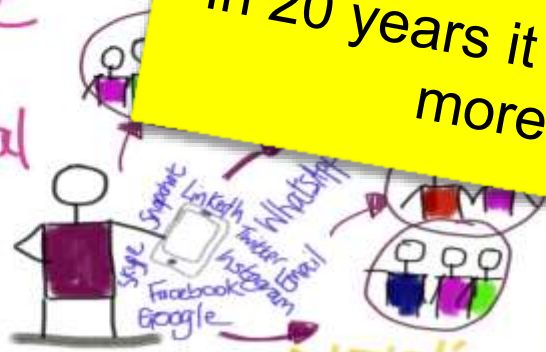 In 20 years it
more
Snapchat
LinkedIn
WhatsApp
Twitter
Instagram
Email
Skype
Facebook
Google